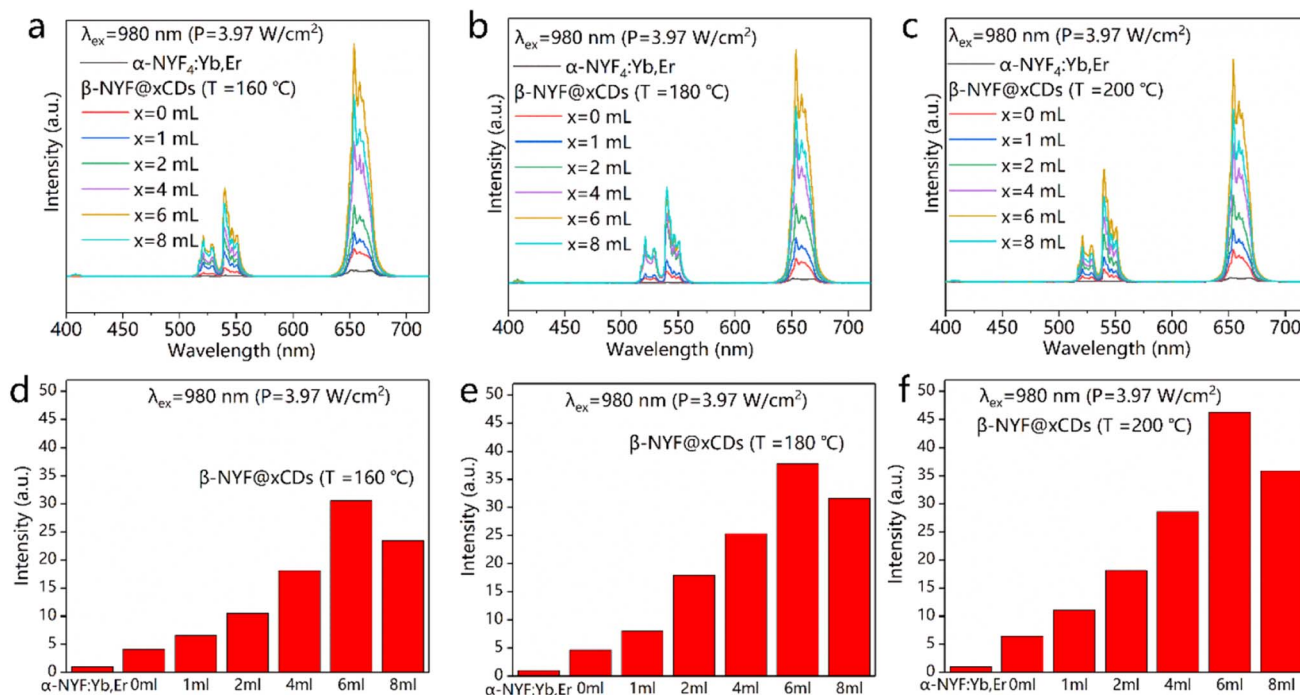 a
λex=980 nm (P=3.97 W/cm²)
α-NYF₄:Yb,Er
β-NYF@xCDs (T =160 ℃)
x=0 mL
x=1 mL
x=2 mL
x=4 mL
x=6 mL
x=8 mL
Intensity (a.u.)
400 450 500 550 600 650 700
Wavelength (nm)
b
λex=980 nm (P=3.97 W/cm²)
α-NYF₄:Yb,Er
β-NYF@xCDs (T =180 ℃)
x=0 mL
x=1 mL
x=2 mL
x=4 mL
x=6 mL
x=8 mL
Intensity (a.u.)
400 450 500 550 600 650 700
Wavelength (nm)
c
λex=980 nm (P=3.97 W/cm²)
α-NYF₄:Yb,Er
β-NYF@xCDs (T =200 ℃)
x=0 mL
x=1 mL
x=2 mL
x=4 mL
x=6 mL
x=8 mL
Intensity (a.u.)
400 450 500 550 600 650 700
Wavelength (nm)
d
λex=980 nm (P=3.97 W/cm²)
β-NYF@xCDs (T =160 ℃)
Intensity (a.u.)
50
45
40
35
30
25
20
15
10
5
0
α-NYF:Yb,Er 0ml 1ml 2ml 4ml 6ml 8ml
e
λex=980 nm (P=3.97 W/cm²)
β-NYF@xCDs (T =180 ℃)
Intensity (a.u.)
50
45
40
35
30
25
20
15
10
5
0
α-NYF:Yb,Er 0ml 1ml 2ml 4ml 6ml 8ml
f
λex=980 nm (P=3.97 W/cm²)
β-NYF@xCDs (T =200 ℃)
Intensity (a.u.)
50
45
40
35
30
25
20
15
10
5
0
α-NYF:Yb,Er 0ml 1ml 2ml 4ml 6ml 8ml